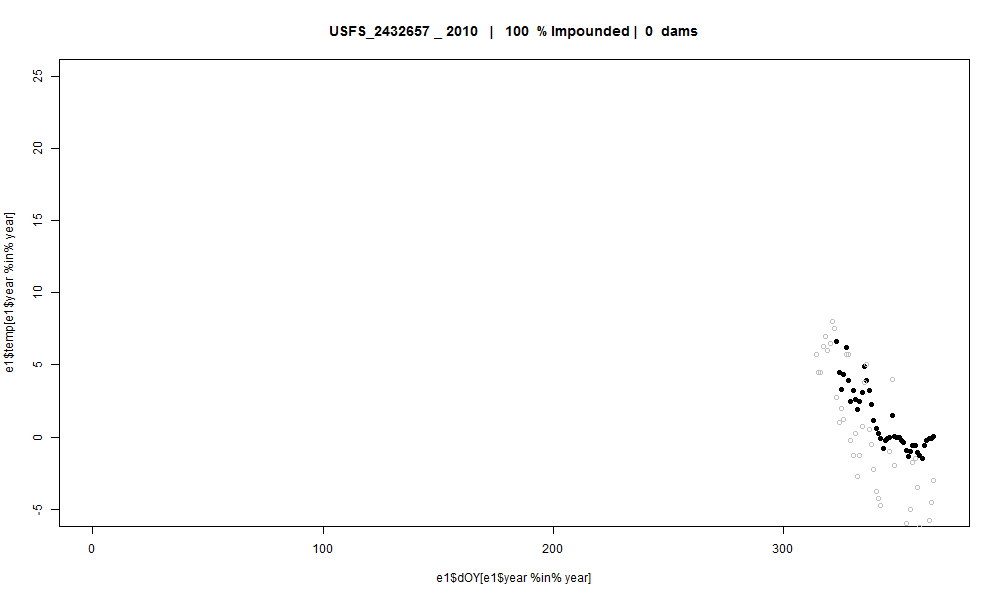 USFS_2432657 _ 2010 | 100 % Impounded | 0 dams
25
20
15
10
5
0
-5
e1$temp[e1$year %in% year]
0 100 200 300
e1$dOY[e1$year %in% year]